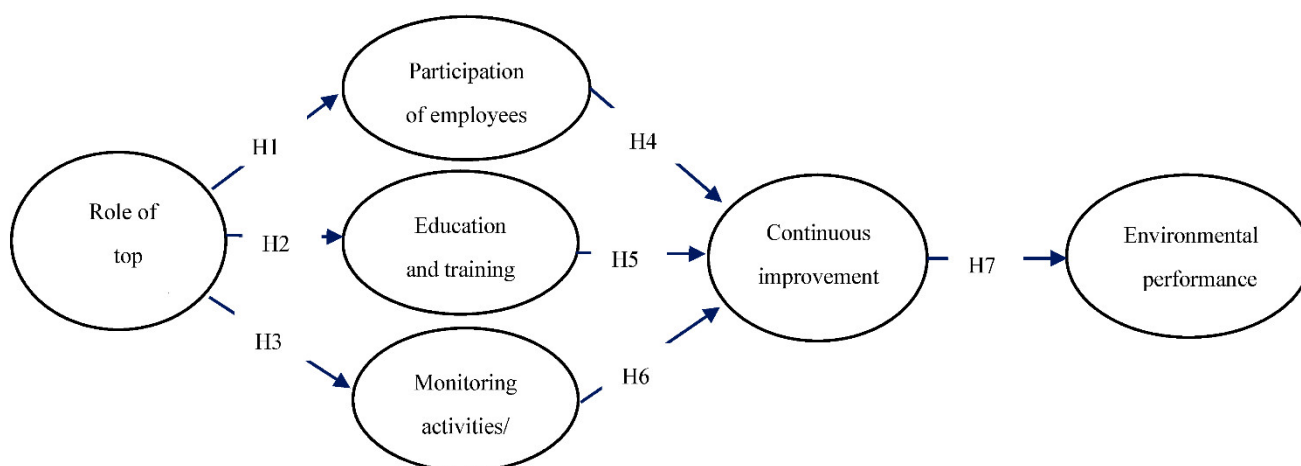 Participation
of employees
H1
H4
Role of
top
H2
Education
and training
H5
Continuous
improvement
H7
Environmental
performance
H3
Monitoring
activities/
H6